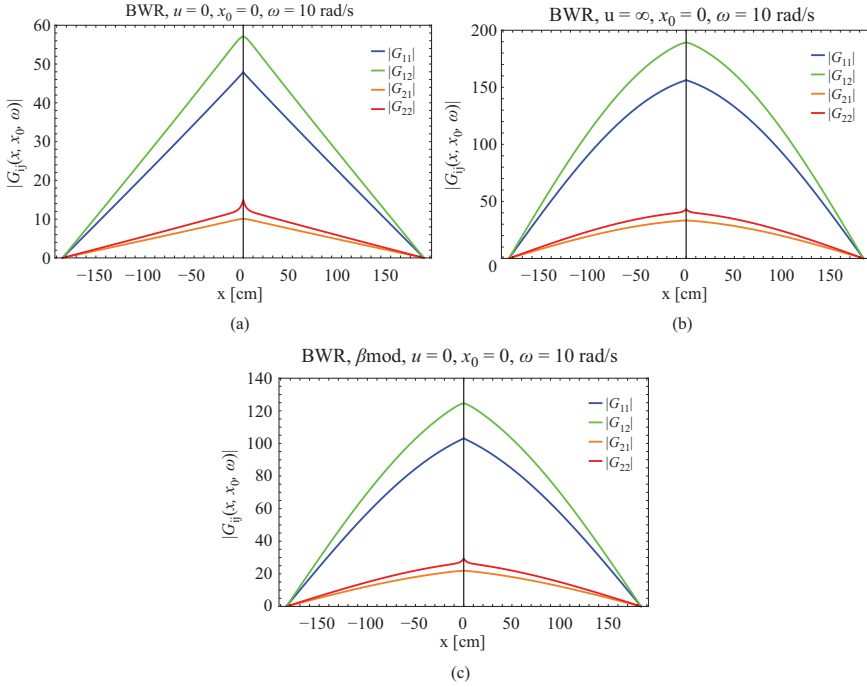 BWR, u = 0, x₀ = 0, ω = 10 rad/s
60
50
40
30
20
10
0
|Gᵢⱼ(x, x₀, ω)|
|G₁₁|
|G₁₂|
|G₂₁|
|G₂₂|
−150 −100 −50 0 50 100 150
x [cm]
(a)
BWR, u = ∞, x₀ = 0, ω = 10 rad/s
200
150
100
50
0
|Gᵢⱼ(x, x₀, ω)|
|G₁₁|
|G₁₂|
|G₂₁|
|G₂₂|
−150 −100 −50 0 50 100 150
x [cm]
(b)
BWR, βmod, u = 0, x₀ = 0, ω = 10 rad/s
140
120
100
80
60
40
20
0
|Gᵢⱼ(x, x₀, ω)|
|G₁₁|
|G₁₂|
|G₂₁|
|G₂₂|
−150 −100 −50 0 50 100 150
x [cm]
(c)